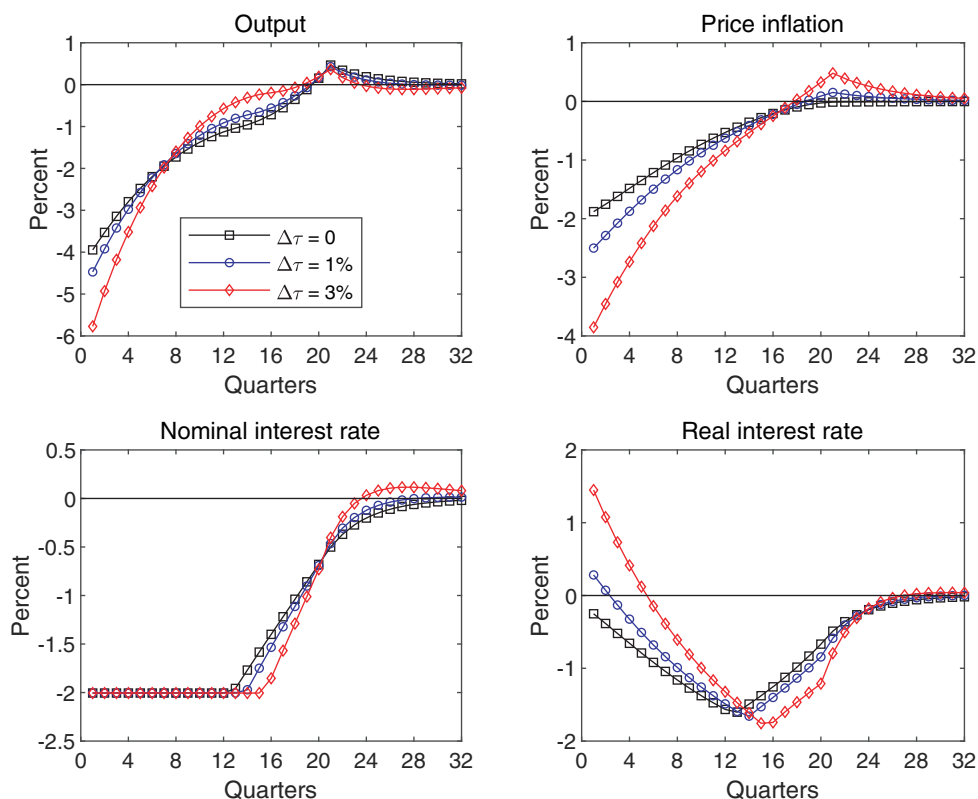 Output
1
0
-1
-2
-3
-4
-5
-6
Percent
Δτ = 0
Δτ = 1%
Δτ = 3%
0 4 8 12 16 20 24 28 32
Quarters
Price inflation
1
0
-1
-2
-3
-4
Percent
0 4 8 12 16 20 24 28 32
Quarters
Nominal interest rate
0.5
0
-0.5
-1
-1.5
-2
-2.5
Percent
0 4 8 12 16 20 24 28 32
Quarters
Real interest rate
2
1
0
-1
-2
Percent
0 4 8 12 16 20 24 28 32
Quarters